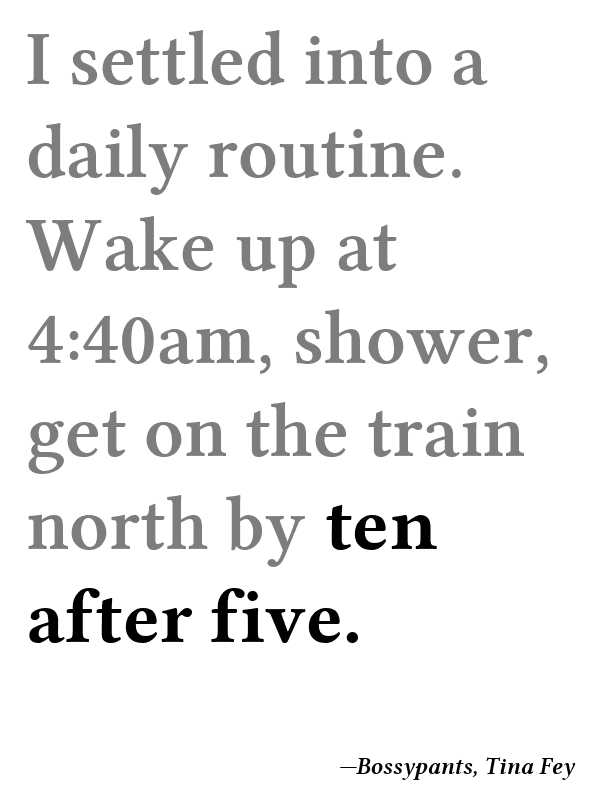 I settled into a
daily routine.
Wake up at
4:40am, shower,
get on the train
north by ten
after five.
—Bossypants, Tina Fey